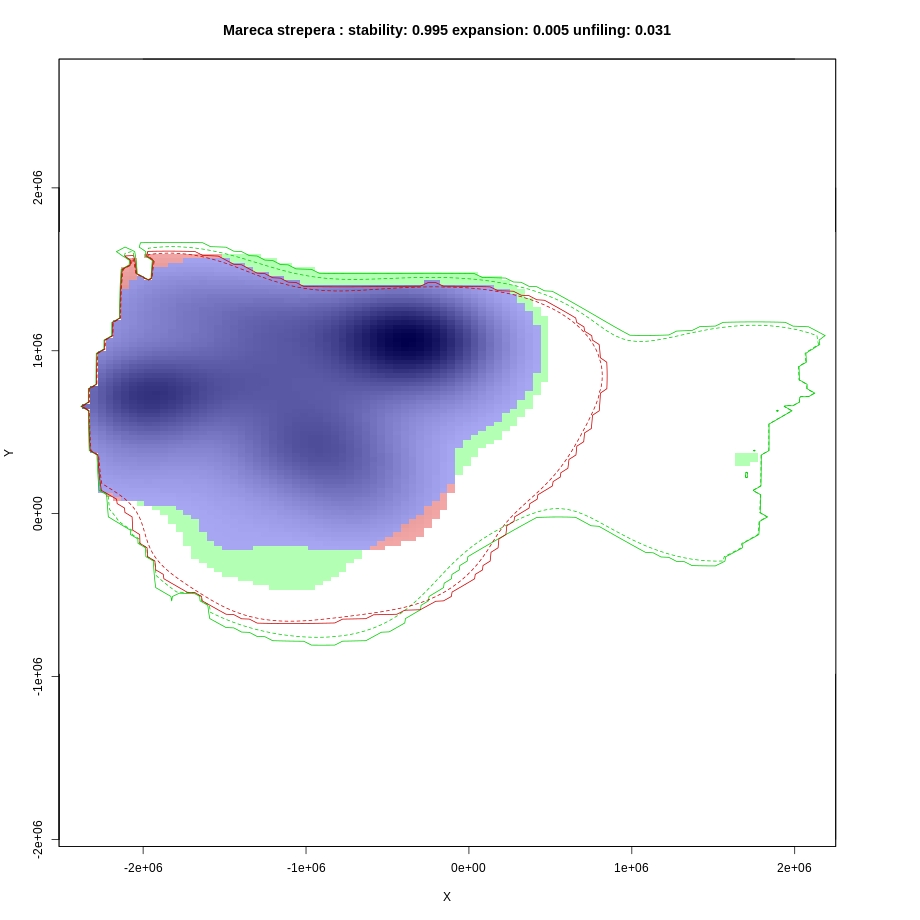 Mareca strepera : stability: 0.995 expansion: 0.005 unfiling: 0.031
2e+06
1e+06
Y
0e+00
-1e+06
-2e+06
-2e+06 -1e+06 0e+00 1e+06 2e+06
X